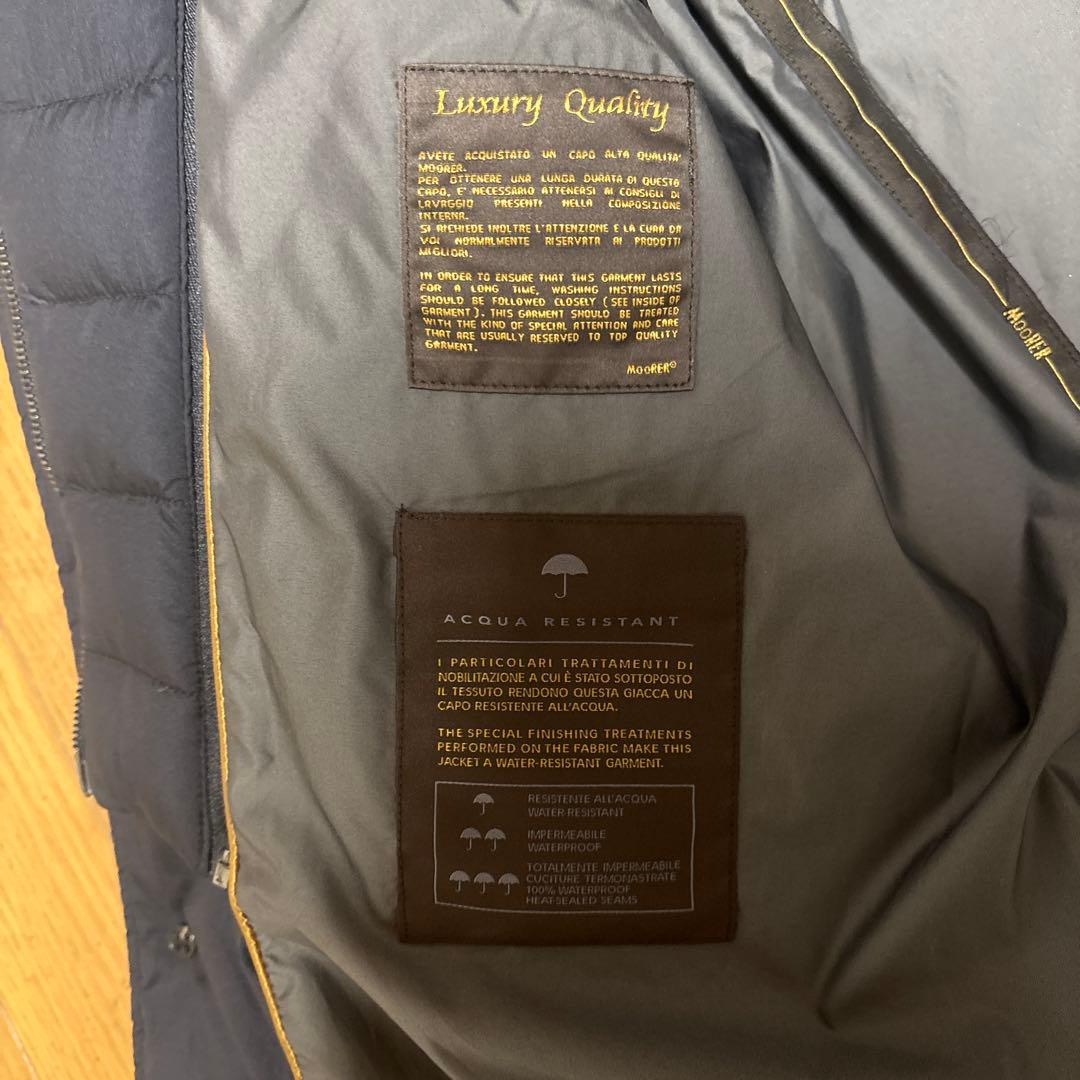 Luxury Quality
AVETE ACQUISTATO UN CAPO ALTA QUALITA'
MOORER.
PER OTTENERE UNA LUNGA DURATA DI QUESTO
CAPO, E' NECESSARIO ATTENERSI AI CONSIGLI DI
LAVAGGIO PRESENTI NELLA COMPOSIZIONE
INTERNA.
SI RICHIEDE INOLTRE L'ATTENZIONE E LA CURA DA
VOI NORMALMENTE RISERVATA AI PRODOTTI
MIGLIORI.
IN ORDER TO ENSURE THAT THIS GARMENT LASTS
FOR A LONG TIME, WASHING INSTRUCTIONS
SHOULD BE FOLLOWED CLOSELY (SEE INSIDE OF
GARMENT). THIS GARMENT SHOULD BE TREATED
WITH THE KIND OF SPECIAL ATTENTION AND CARE
THAT ARE USUALLY RESERVED TO TOP QUALITY
GARMENT.
MOORER®
MOORER
ACQUA RESISTANT
I PARTICOLARI TRATTAMENTI DI
NOBILITAZIONE A CUI È STATO SOTTOPOSTO
IL TESSUTO RENDONO QUESTA GIACCA UN
CAPO RESISTENTE ALL'ACQUA.
THE SPECIAL FINISHING TREATMENTS
PERFORMED ON THE FABRIC MAKE THIS
JACKET A WATER-RESISTANT GARMENT.
RESISTENTE ALL'ACQUA
WATER-RESISTANT
IMPERMEABILE
WATERPROOF
TOTALMENTE IMPERMEABILE
CUCITURE TERMONASTRATE
100% WATERPROOF
HEAT-SEALED SEAMS